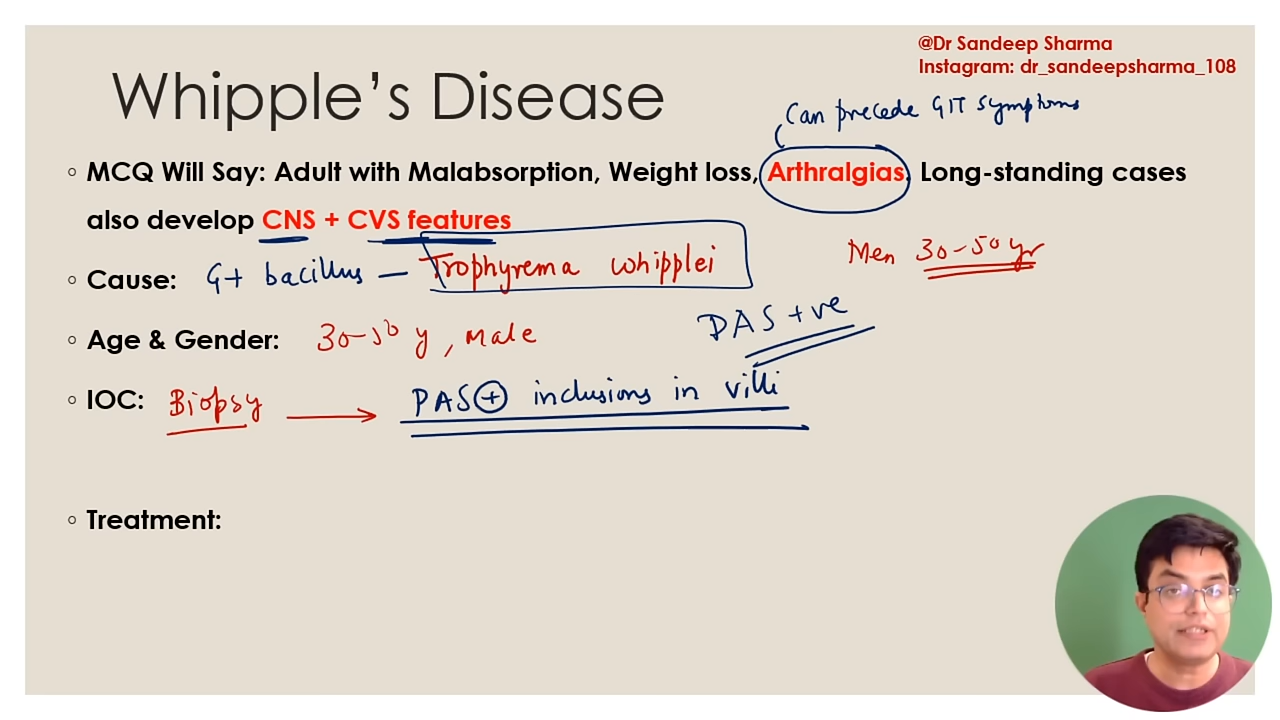 @Dr Sandeep Sharma
Instagram: dr_sandeepsharma_108
Whipple's Disease
Can precede GIT symptoms
MCQ Will Say: Adult with Malabsorption, Weight loss, Arthralgias. Long-standing cases
also develop CNS + CVS features
Men 30-50 yr
Cause: G+ bacillus — Trophyrema whipplei
PAS +ve
Age & Gender: 30-50 y, Male
IOC: Biopsy → PAS⊕ inclusions in villi
Treatment: